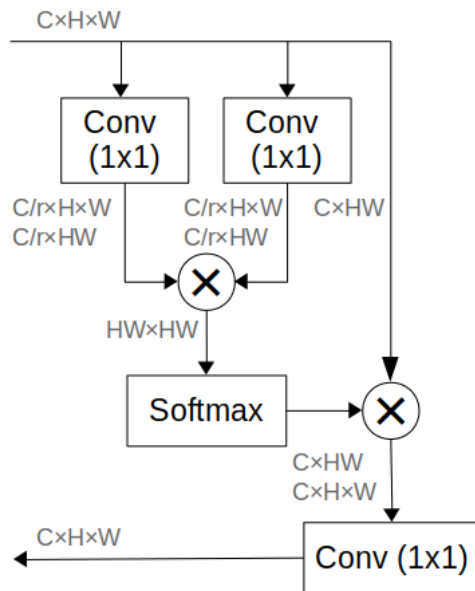 C×H×W
Conv
(1x1)
Conv
(1x1)
C/r×H×W
C/r×HW
C/r×H×W
C/r×HW
C×HW
×
HW×HW
Softmax
×
C×HW
C×H×W
C×H×W
Conv (1x1)